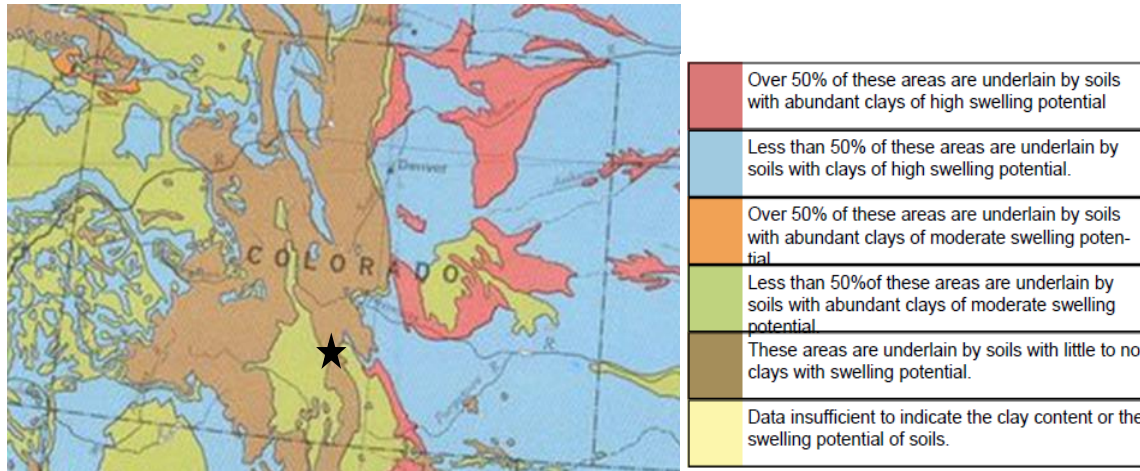 Denver
COLORADO
R.
R.
Over 50% of these areas are underlain by soils
with abundant clays of high swelling potential
Less than 50% of these areas are underlain by
soils with clays of high swelling potential.
Over 50% of these areas are underlain by soils
with abundant clays of moderate swelling poten-
tial
Less than 50%of these areas are underlain by
soils with abundant clays of moderate swelling
potential.
These areas are underlain by soils with little to no
clays with swelling potential.
Data insufficient to indicate the clay content or the
swelling potential of soils.